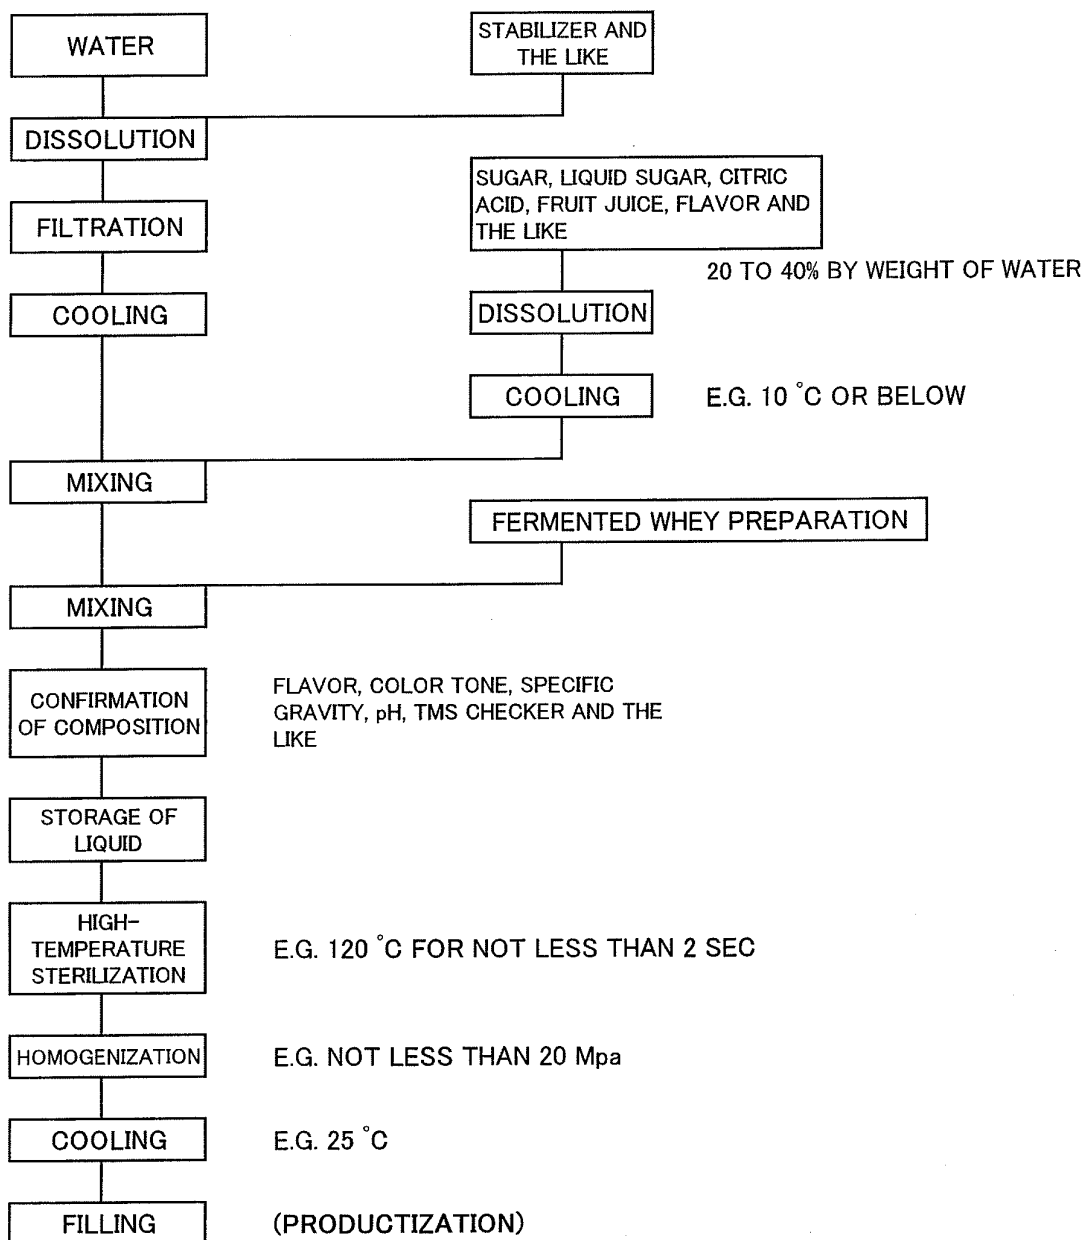 WATER
STABILIZER AND
THE LIKE
DISSOLUTION
SUGAR, LIQUID SUGAR, CITRIC
ACID, FRUIT JUICE, FLAVOR AND
THE LIKE
FILTRATION
20 TO 40% BY WEIGHT OF WATER
COOLING
DISSOLUTION
COOLING
E.G. 10 °C OR BELOW
MIXING
FERMENTED WHEY PREPARATION
MIXING
CONFIRMATION
OF COMPOSITION
FLAVOR, COLOR TONE, SPECIFIC
GRAVITY, pH, TMS CHECKER AND THE
LIKE
STORAGE OF
LIQUID
HIGH-
TEMPERATURE
STERILIZATION
E.G. 120 °C FOR NOT LESS THAN 2 SEC
HOMOGENIZATION
E.G. NOT LESS THAN 20 Mpa
COOLING
E.G. 25 °C
FILLING
(PRODUCTIZATION)